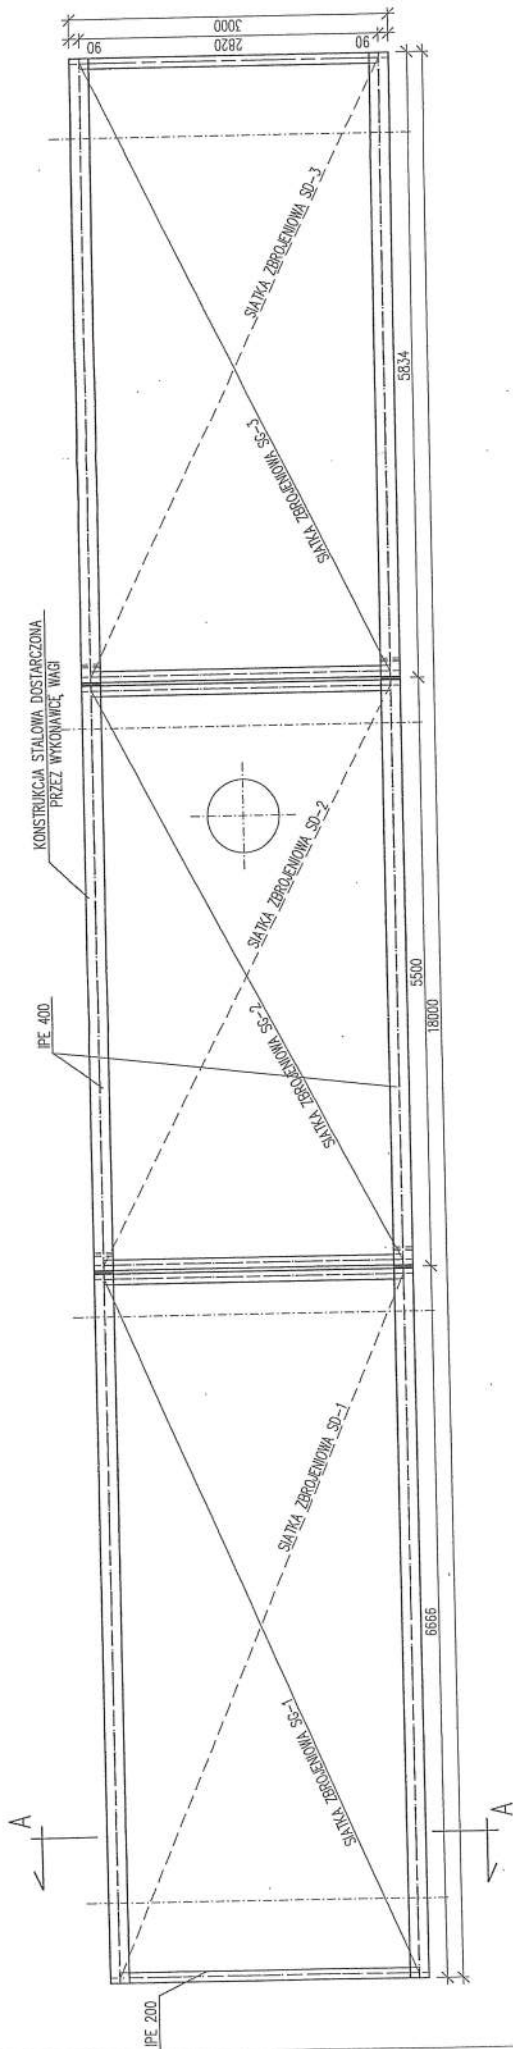 KONSTRUKCJA STALOWA DOSTARCZONA
PRZEZ WYKONAWCĘ WAGI
IPE 400
IPE 200
A
A
SIATKA ZBROJENIOWA SG-1
SIATKA ZBROJENIOWA SD-1
SIATKA ZBROJENIOWA SG-2
SIATKA ZBROJENIOWA SD-2
SIATKA ZBROJENIOWA SG-3
SIATKA ZBROJENIOWA SD-3
90
2820
90
3000
6666
5500
5834
18000